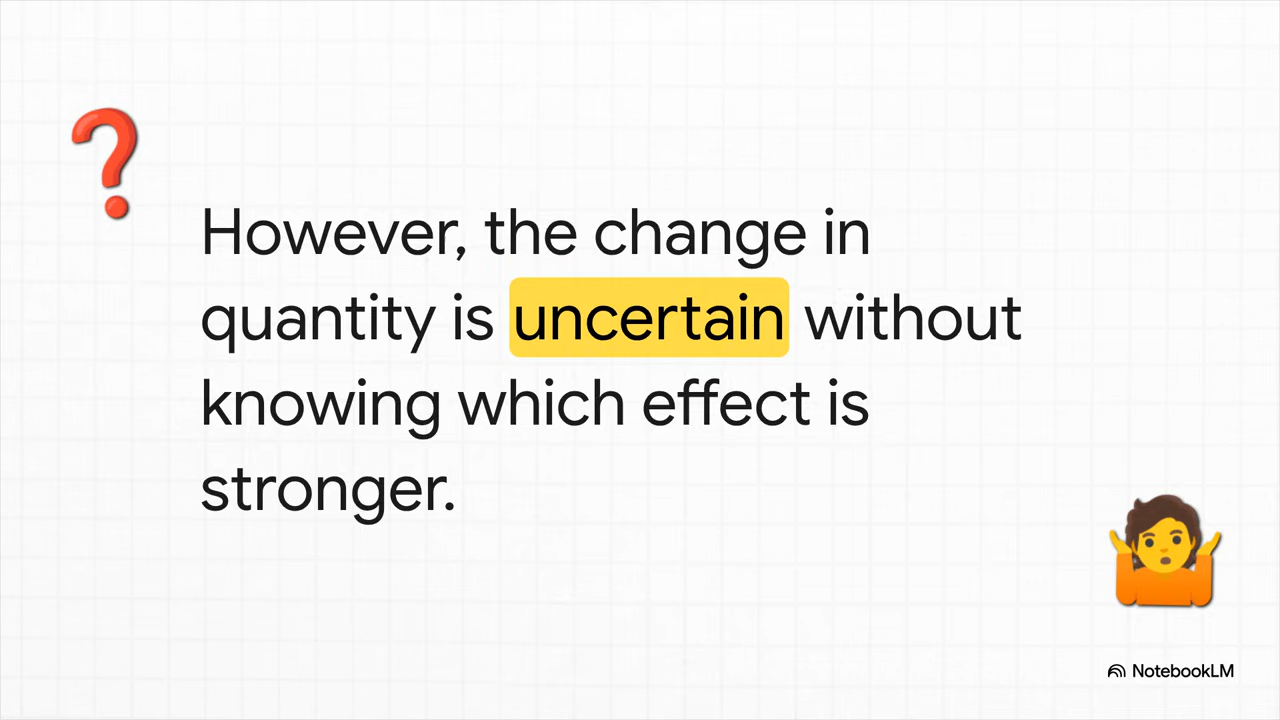 However, the change in
quantity is uncertain without
knowing which effect is
stronger.
NotebookLM